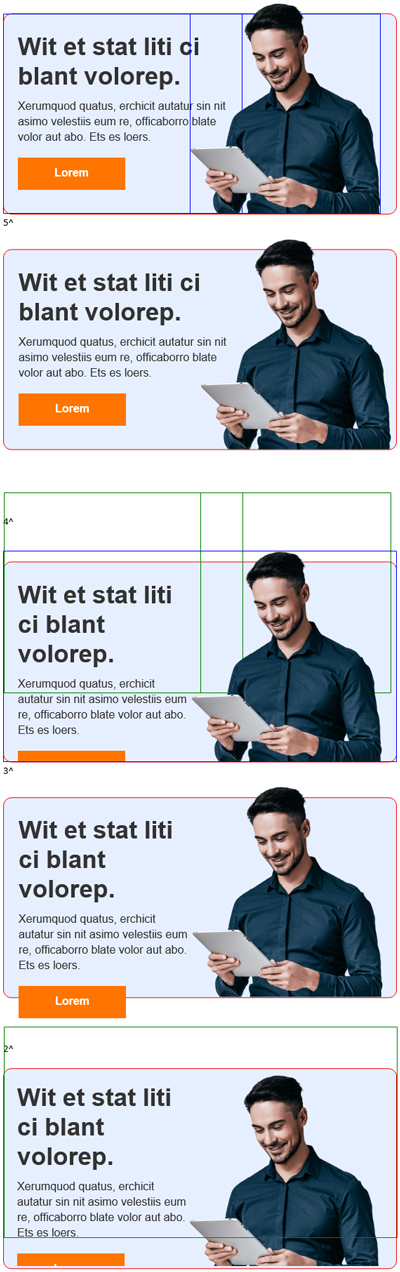 Wit et stat liti ci
blant volorep.
Xerumquod quatus, erchicit autatur sin nit
asimo velestiis eum re, officaborro blate
volor aut abo. Ets es loers.
Lorem
5^
Wit et stat liti ci
blant volorep.
Xerumquod quatus, erchicit autatur sin nit
asimo velestiis eum re, officaborro blate
volor aut abo. Ets es loers.
Lorem
4^
Wit et stat liti
ci blant
volorep.
Xerumquod quatus, erchicit
autatur sin nit asimo velestiis eum
re, officaborro blate volor aut abo.
Ets es loers.
3^
Wit et stat liti
ci blant
volorep.
Xerumquod quatus, erchicit
autatur sin nit asimo velestiis eum
re, officaborro blate volor aut abo.
Ets es loers.
Lorem
2^
Wit et stat liti
ci blant
volorep.
Xerumquod quatus, erchicit
autatur sin nit asimo velestiis eum
re, officaborro blate volor aut abo.
Ets es loers.